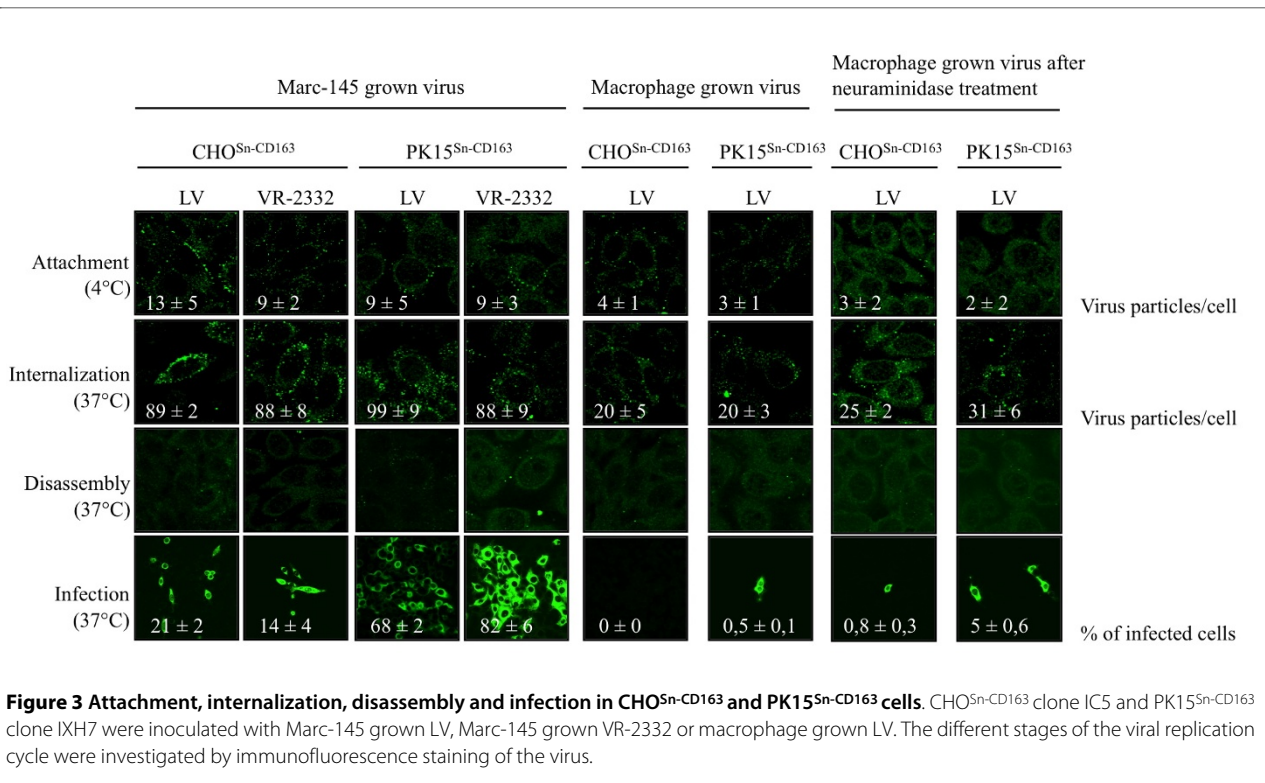 Macrophage grown virus after
Marc-145 grown virus Macrophage grown virus neuraminidase treatment
CHOSn-CD163 PK15Sn-CD163 CHOSn-CD163 PK15Sn-CD163 CHOSn-CD163 PK15Sn-CD163
LV VR-2332 LV VR-2332 LV LV LV LV
Attachment
(4°C)
13 ± 5 9 ± 2 9 ± 5 9 ± 3 4 ± 1 3 ± 1 3 ± 2 2 ± 2 Virus particles/cell
Internalization
(37°C)
89 ± 2 88 ± 8 99 ± 9 88 ± 9 20 ± 5 20 ± 3 25 ± 2 31 ± 6 Virus particles/cell
Disassembly
(37°C)
Infection
(37°C)
21 ± 2 14 ± 4 68 ± 2 82 ± 6 0 ± 0 0,5 ± 0,1 0,8 ± 0,3 5 ± 0,6 % of infected cells
Figure 3 Attachment, internalization, disassembly and infection in CHOSn-CD163 and PK15Sn-CD163 cells. CHOSn-CD163 clone IC5 and PK15Sn-CD163
clone IXH7 were inoculated with Marc-145 grown LV, Marc-145 grown VR-2332 or macrophage grown LV. The different stages of the viral replication
cycle were investigated by immunofluorescence staining of the virus.